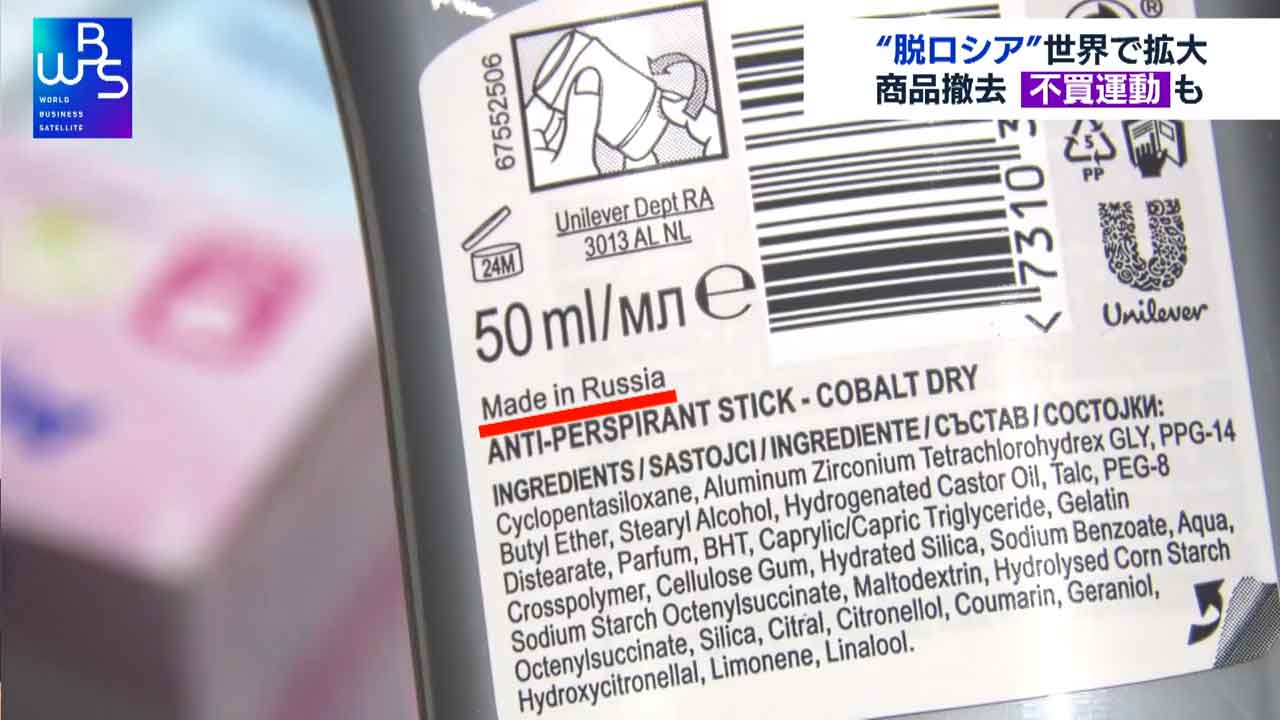 WBS
WORLD
BUSINESS
SATELLITE
“脱ロシア”世界で拡大
商品撤去 不買運動も
67552506
®
Unilever Dept RA
3013 AL NL
24M
50 ml/мл e
5
PP
Unilever
Made in Russia
ANTI-PERSPIRANT STICK - COBALT DRY
INGREDIENTS / SASTOJCI / INGREDIENTE / СЪСТАВ / СОСТОЈКИ:
Cyclopentasiloxane, Aluminum Zirconium Tetrachlorohydrex GLY, PPG-14
Butyl Ether, Stearyl Alcohol, Hydrogenated Castor Oil, Talc, PEG-8
Distearate, Parfum, BHT, Caprylic/Capric Triglyceride, Gelatin
Crosspolymer, Cellulose Gum, Hydrated Silica, Sodium Benzoate, Aqua,
Sodium Starch Octenylsuccinate, Maltodextrin, Hydrolysed Corn Starch
Octenylsuccinate, Silica, Citral, Citronellol, Coumarin, Geraniol,
Hydroxycitronellal, Limonene, Linalool.